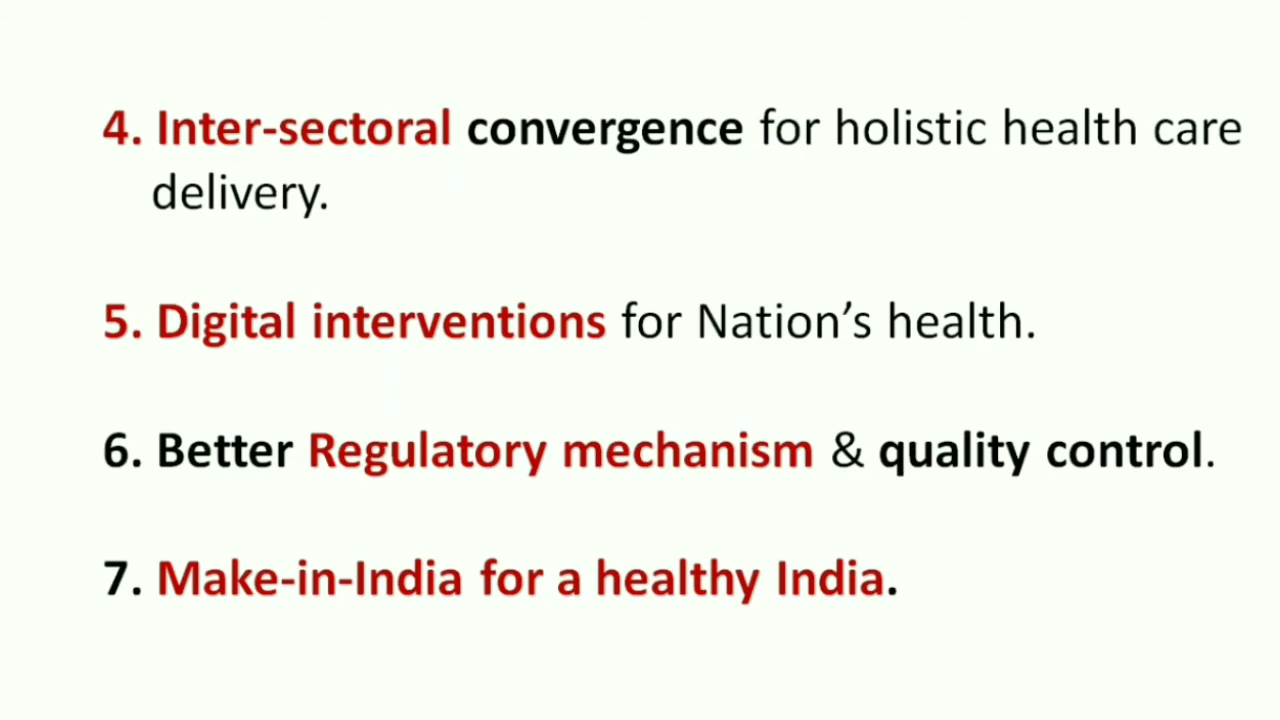 4. Inter-sectoral convergence for holistic health care
delivery.
5. Digital interventions for Nation’s health.
6. Better Regulatory mechanism & quality control.
7. Make-in-India for a healthy India.